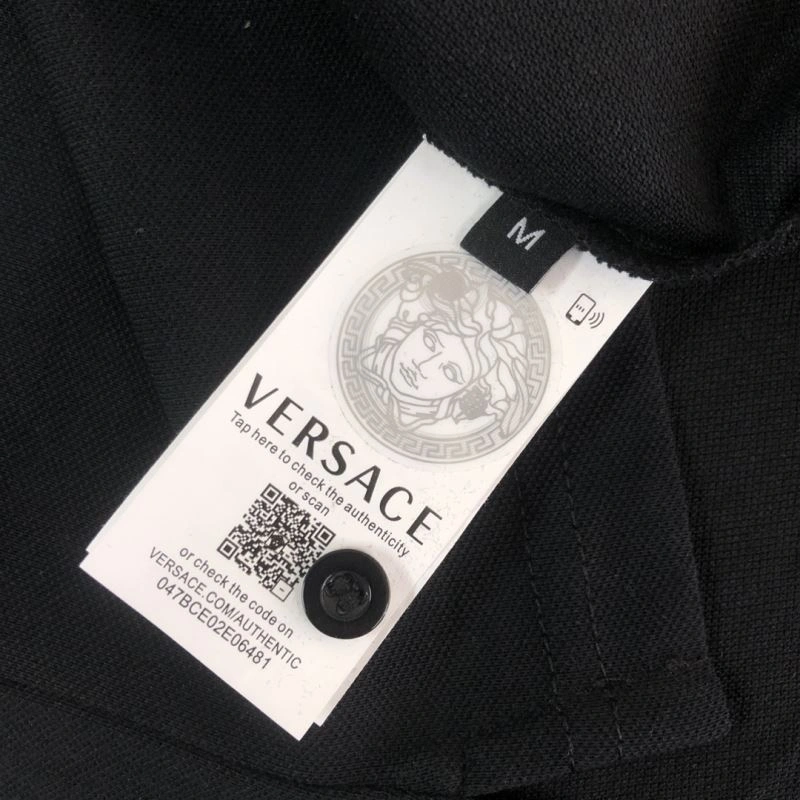 M
VERSACE
Tap here to check the authenticity
or scan
or check the code on
VERSACE.COM/AUTHENTIC
047BCE02E06481